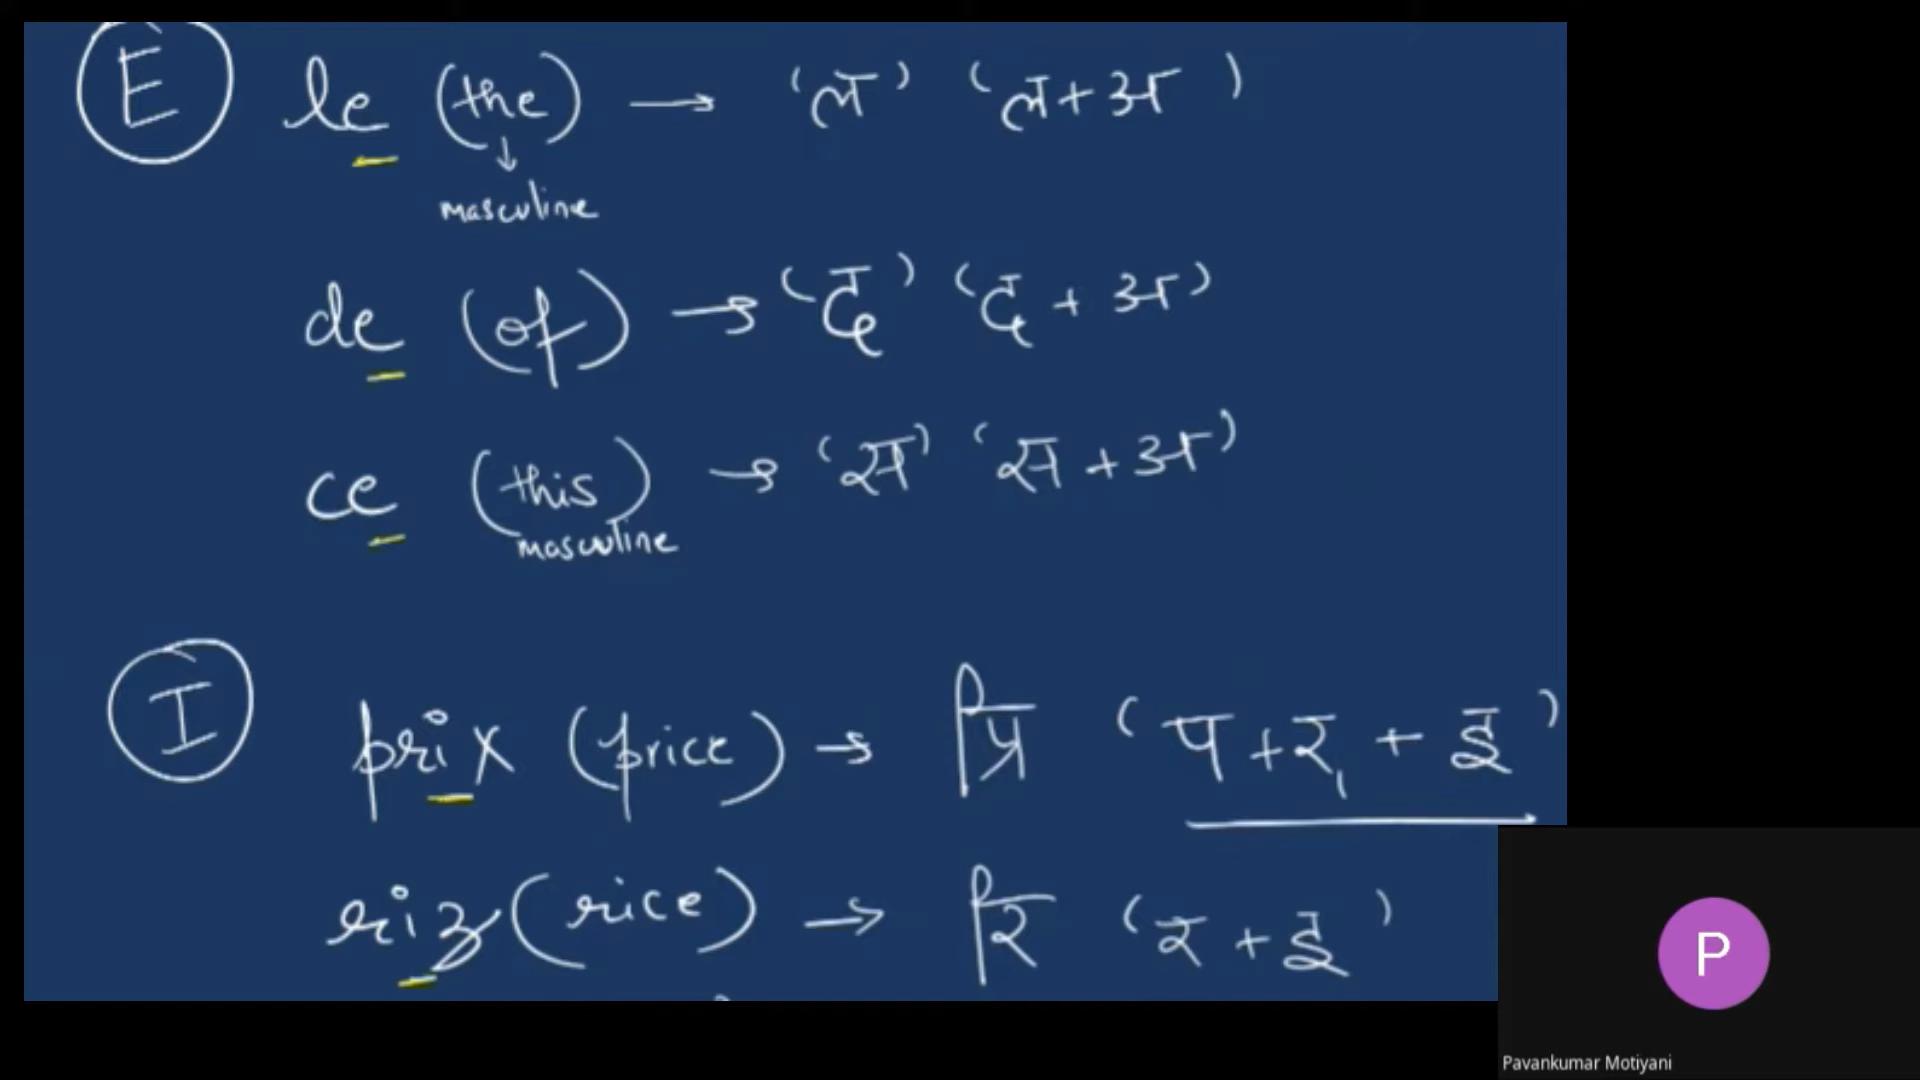 E le (the) → 'ल' (ल+अ)
↓
masculine
de (of) → (द) (द + अ)
ce (this) → (स) (स+अ)
masculine
I prix (price) → प्रि (प+र् + इ)
riz (rice) → रि (र + इ)
P
Pavankumar Motiyani